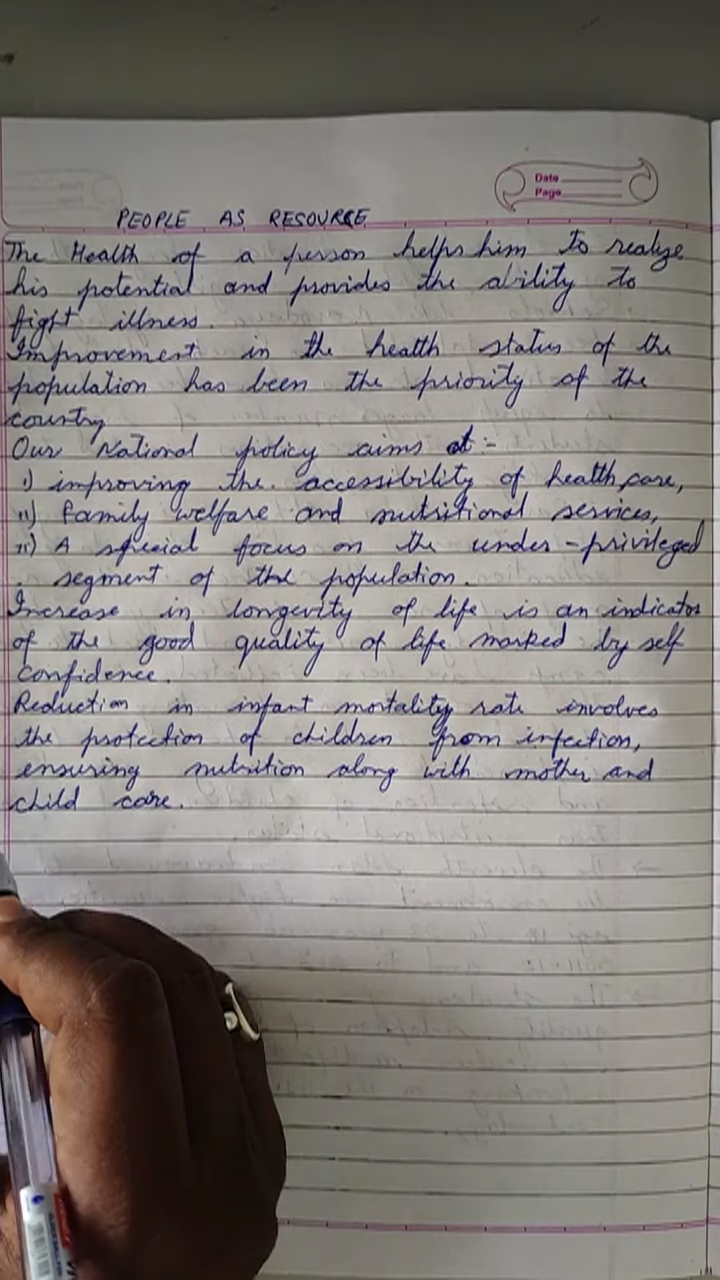 Date
Page
PEOPLE AS RESOURCE
The Health of a person helps him to realize
his potential and provides the ability to
fight illness.
Improvement in the health status of the
population has been the priority of the
country
Our National policy aims at :-
i) improving the accessibility of health care,
ii) family welfare and nutritional services,
iii) A special focus on the under-privileged
segment of the population.
Increase in longevity of life is an indicator
of the good quality of life marked by self
confidence.
Reduction in infant mortality rate involves
the protection of children from infection,
ensuring nutrition along with mother and
child care.